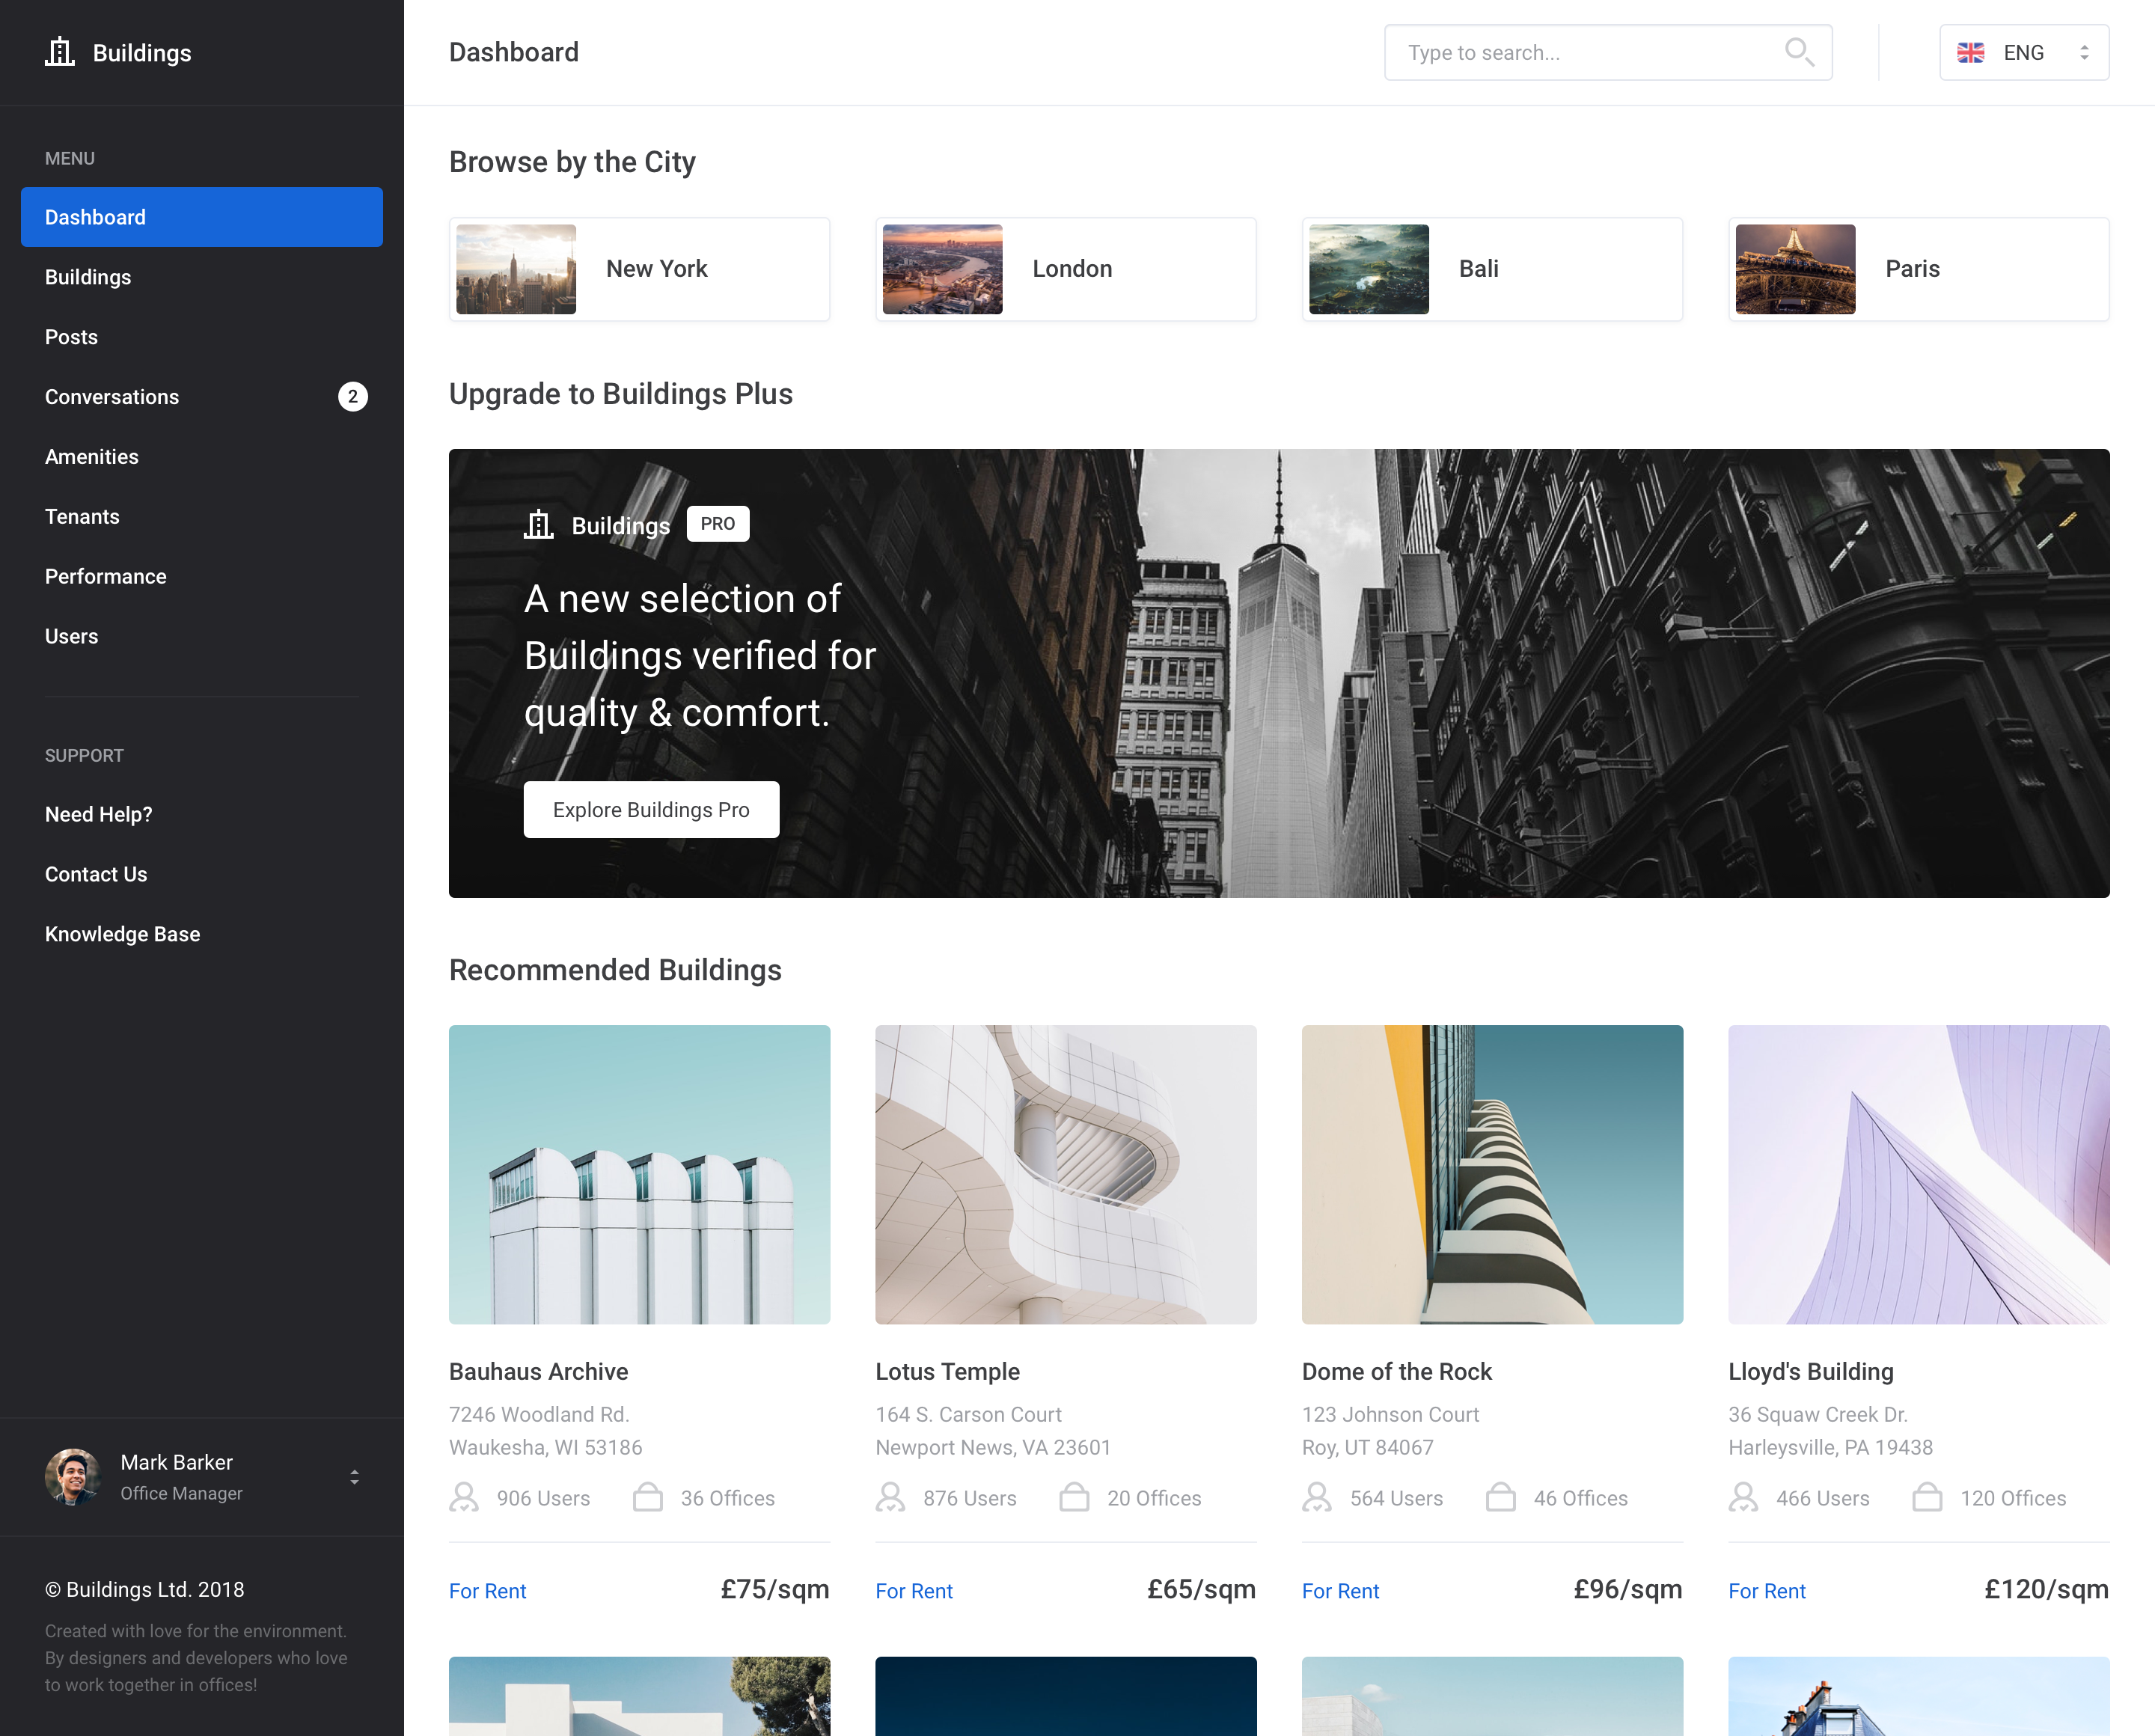 Buildings
MENU
Dashboard
Buildings
Posts
Conversations 2
Amenities
Tenants
Performance
Users
SUPPORT
Need Help?
Contact Us
Knowledge Base
Mark Barker
Office Manager
© Buildings Ltd. 2018
Created with love for the environment.
By designers and developers who love
to work together in offices!
Dashboard
Type to search...
ENG
Browse by the City
New York
London
Bali
Paris
Upgrade to Buildings Plus
Buildings PRO
A new selection of
Buildings verified for
quality & comfort.
Explore Buildings Pro
Recommended Buildings
Bauhaus Archive
7246 Woodland Rd.
Waukesha, WI 53186
906 Users 36 Offices
For Rent £75/sqm
Lotus Temple
164 S. Carson Court
Newport News, VA 23601
876 Users 20 Offices
For Rent £65/sqm
Dome of the Rock
123 Johnson Court
Roy, UT 84067
564 Users 46 Offices
For Rent £96/sqm
Lloyd's Building
36 Squaw Creek Dr.
Harleysville, PA 19438
466 Users 120 Offices
For Rent £120/sqm